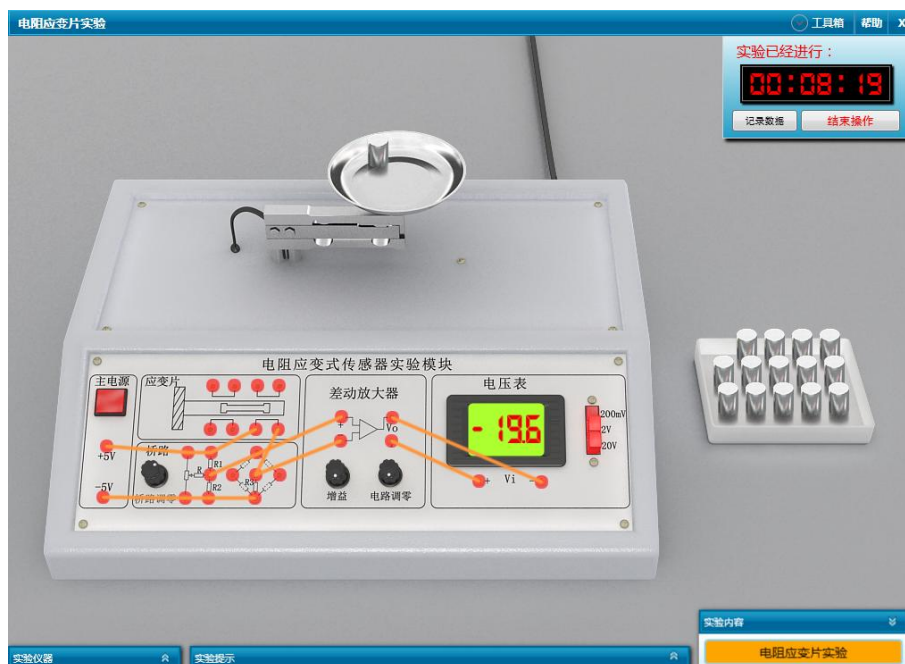 电阻应变片实验
工具箱 帮助 X
实验已经进行：
00:08:19
记录数据 结束操作
电阻应变式传感器实验模块
主电源 应变片 差动放大器 电压表
200mV
2V
20V
-19.6
+ Vo
+5V
桥路
R1
R
R2
R3
-5V
桥路调零
增益 电路调零
+ Vi -
实验内容
电阻应变片实验
实验仪器 实验提示